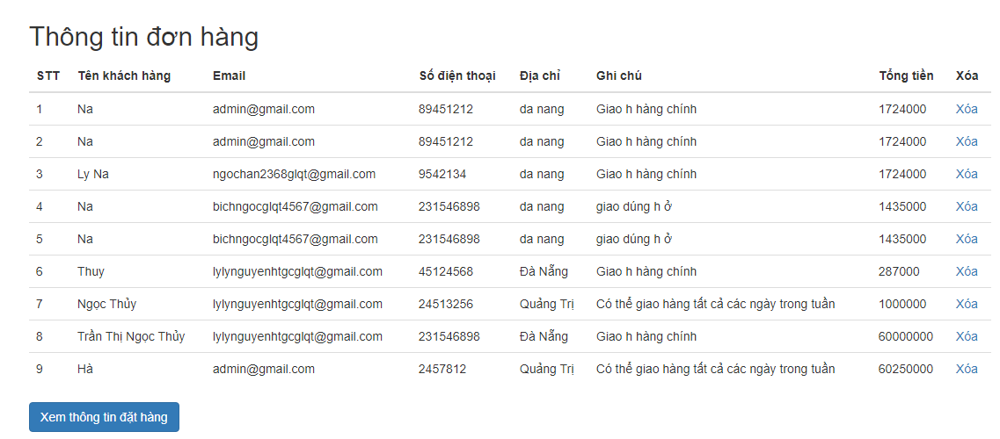 Thông tin đơn hàng
STT Tên khách hàng Email Số điện thoại Địa chỉ Ghi chú Tổng tiền Xóa
1 Na admin@gmail.com 89451212 da nang Giao h hàng chính 1724000 Xóa
2 Na admin@gmail.com 89451212 da nang Giao h hàng chính 1724000 Xóa
3 Ly Na ngochan2368glqt@gmail.com 9542134 da nang Giao h hàng chính 1724000 Xóa
4 Na bichngocglqt4567@gmail.com 231546898 da nang giao dúng h ở 1435000 Xóa
5 Na bichngocglqt4567@gmail.com 231546898 da nang giao dúng h ở 1435000 Xóa
6 Thuy lylynguyenhtgcglqt@gmail.com 45124568 Đà Nẵng Giao h hàng chính 287000 Xóa
7 Ngọc Thủy lylynguyenhtgcglqt@gmail.com 24513256 Quảng Trị Có thể giao hàng tất cả các ngày trong tuần 1000000 Xóa
8 Trần Thị Ngọc Thủy lylynguyenhtgcglqt@gmail.com 231546898 Đà Nẵng Giao h hàng chính 60000000 Xóa
9 Hà admin@gmail.com 2457812 Quảng Trị Có thể giao hàng tất cả các ngày trong tuần 60250000 Xóa
Xem thông tin đặt hàng